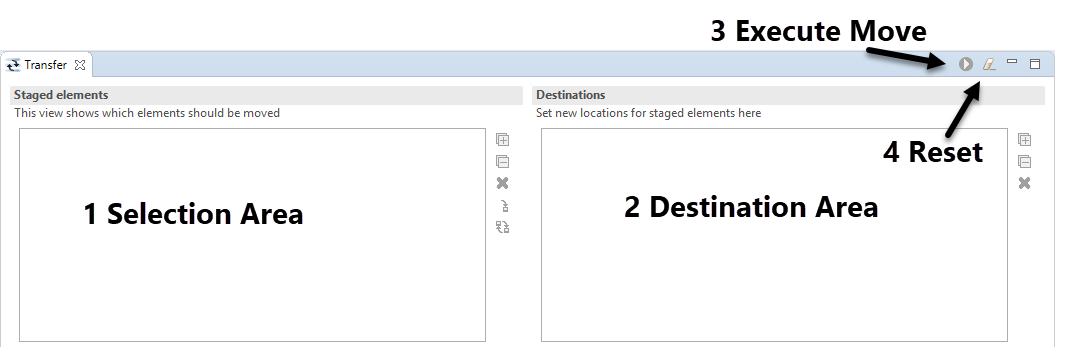 3 Execute Move
Transfer
Staged elements
Destinations
This view shows which elements should be moved
Set new locations for staged elements here
4 Reset
1 Selection Area
2 Destination Area